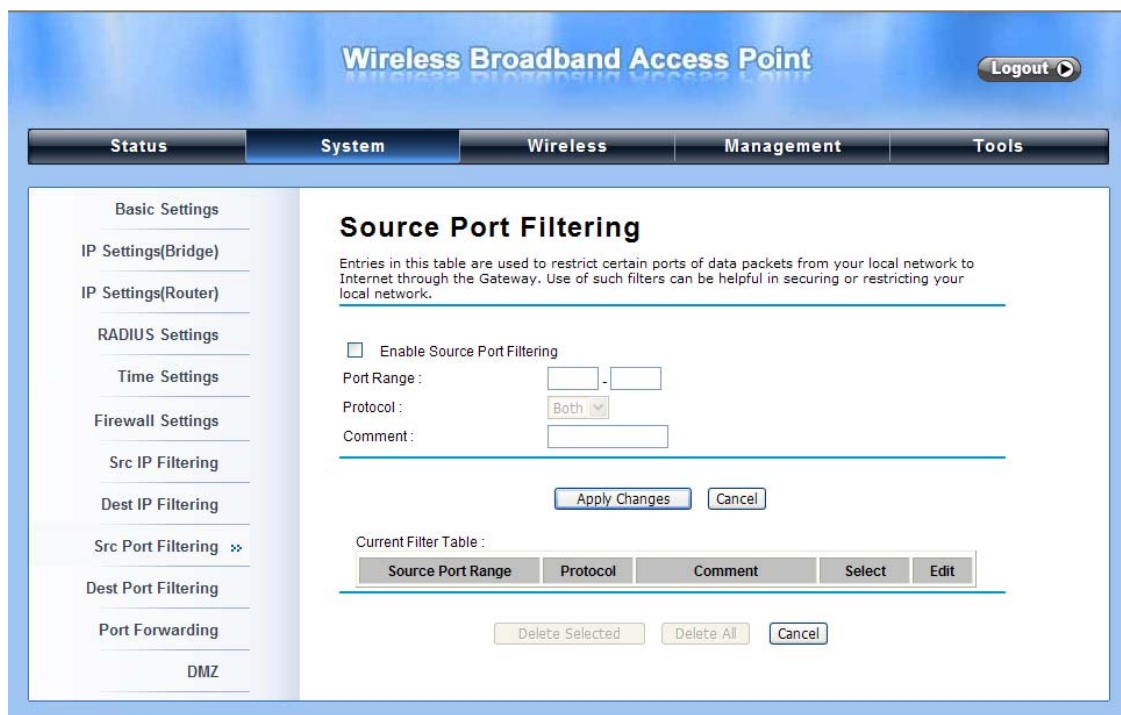 Wireless Broadband Access Point
Logout
Status System Wireless Management Tools
Basic Settings
IP Settings(Bridge)
IP Settings(Router)
RADIUS Settings
Time Settings
Firewall Settings
Src IP Filtering
Dest IP Filtering
Src Port Filtering »
Dest Port Filtering
Port Forwarding
DMZ
Source Port Filtering
Entries in this table are used to restrict certain ports of data packets from your local network to
Internet through the Gateway. Use of such filters can be helpful in securing or restricting your
local network.
Enable Source Port Filtering
Port Range : -
Protocol : Both
Comment :
Apply Changes Cancel
Current Filter Table :
Source Port Range Protocol Comment Select Edit
Delete Selected Delete All Cancel